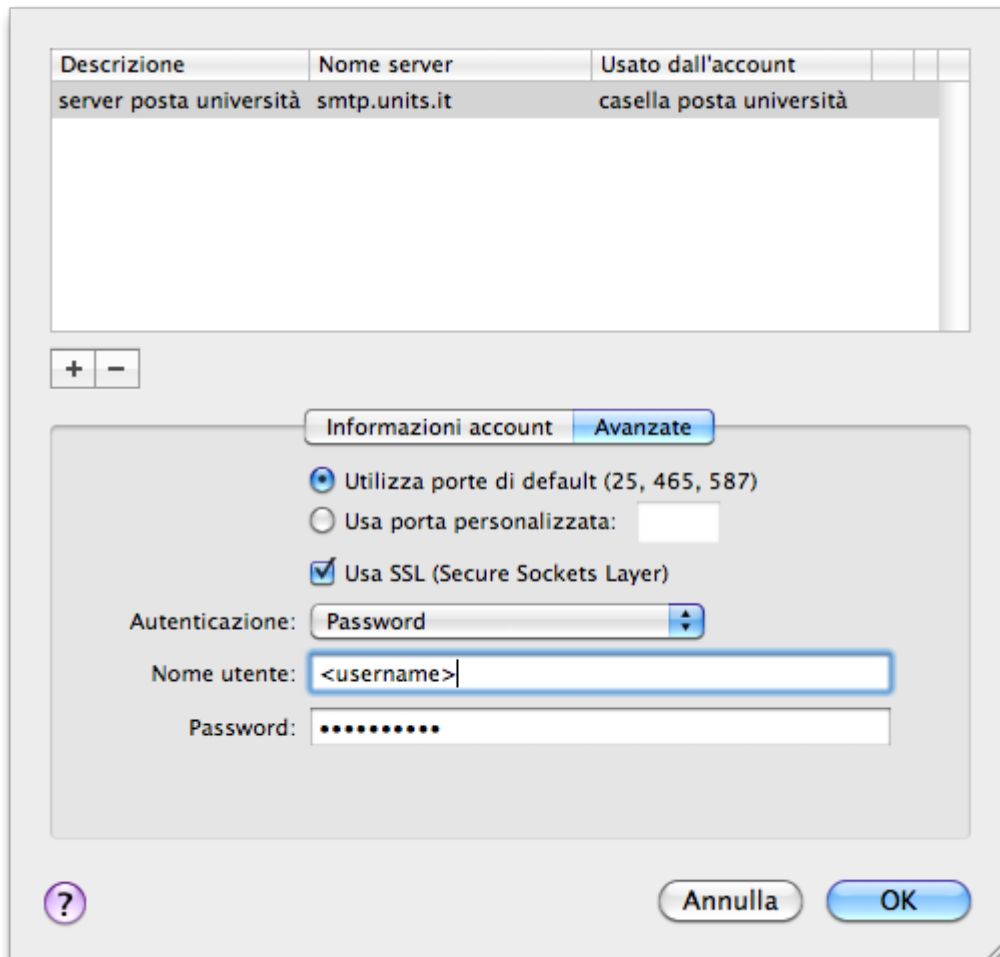 Descrizione Nome server Usato dall'account
server posta università smtp.units.it casella posta università
+ −
Informazioni account Avanzate
Utilizza porte di default (25, 465, 587)
Usa porta personalizzata:
Usa SSL (Secure Sockets Layer)
Autenticazione: Password
Nome utente: <username>
Password: ••••••••••
? Annulla OK